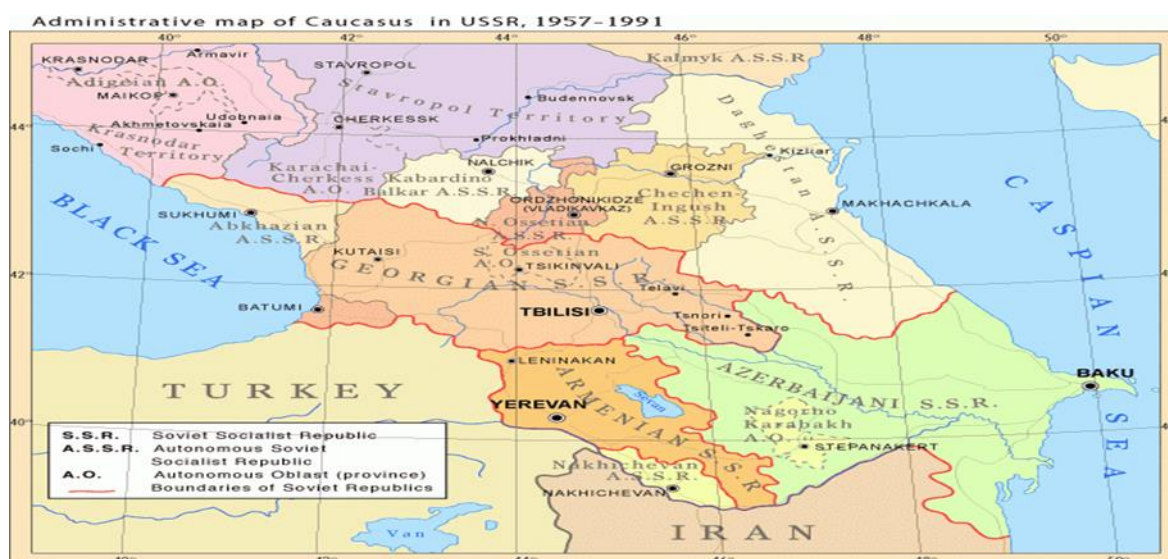 Administrative map of Caucasus in USSR, 1957-1991
40°
42°
44°
46°
48°
50°
KRASNODAR
Armavir
STAVROPOL
Kalmyk A.S.S.R
Adigeian A.O.
MAIKOP
Stavropol Territory
Budennovsk
Udobnaia
Akhmetovskaia
CHERKESSK
44°
Prokhladni
Daghestan A.S.S.R.
Krasnodar
Territory
Sochi
NALCHIK
GROZNI
Kizliar
Karachai-
Cherkess
A.O.
Kabardino
Balkar A.S.S.R.
Chechen-
Ingush
A.S.S.R.
ORDZHONIKIDZE
(VLADIKAVKAZ)
MAKHACHKALA
BLACK SEA
CASPIAN SEA
SUKHUMI
Abkhazian
A.S.S.R.
N. Ossetian
A.S.S.R.
KUTAISI
S. Ossetian
A.O.
TSIKINVALI
42°
GEORGIAN S.S.R.
Telavi
BATUMI
TBILISI
Tsnori
Tsiteli-Tskaro
TURKEY
LENINAKAN
ARMENIAN S.S.R
AZERBAIJANI S.S.R.
BAKU
Sevan
YEREVAN
Nagorno
Karabakh
A.O.
STEPANAKERT
40°
S.S.R. Soviet Socialist Republic
A.S.S.R. Autonomous Soviet
Socialist Republic
A.O. Autonomous Oblast (province)
Boundaries of Soviet Republics
Nakhichevan
A.S.S.R.
NAKHICHEVAN
IRAN
Van